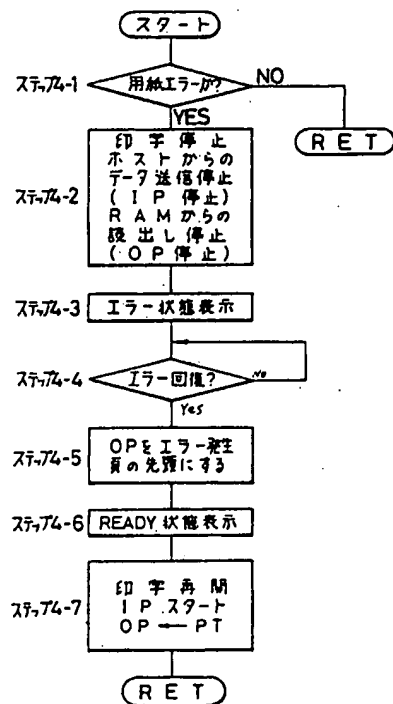 スタート
ステップ4-1
用紙エラーか?
NO
YES
RET
ステップ4-2
印字停止
ホストからの
データ送信停止
(IP停止)
RAMからの
読出し停止
(OP停止)
ステップ4-3
エラー状態表示
ステップ4-4
エラー回復?
No
Yes
ステップ4-5
OPをエラー発生
頁の先頭にする
ステップ4-6
READY状態表示
ステップ4-7
印字再開
IPスタート
OP ← PT
RET